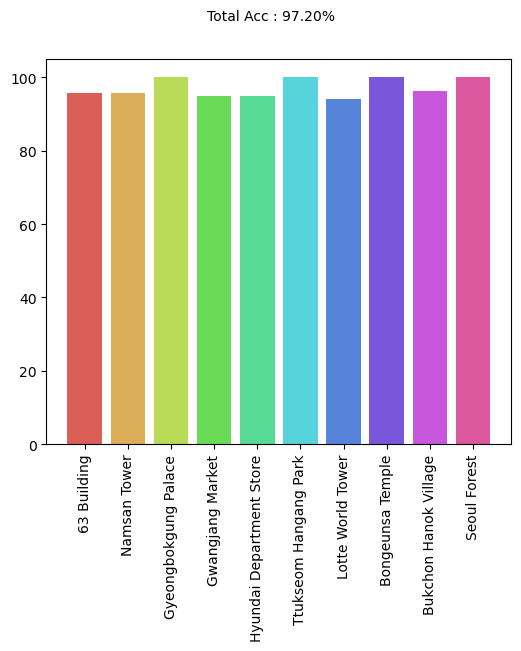 Total Acc : 97.20%
100
80
60
40
20
0
63 Building
Namsan Tower
Gyeongbokgung Palace
Gwangjang Market
Hyundai Department Store
Ttukseom Hangang Park
Lotte World Tower
Bongeunsa Temple
Bukchon Hanok Village
Seoul Forest